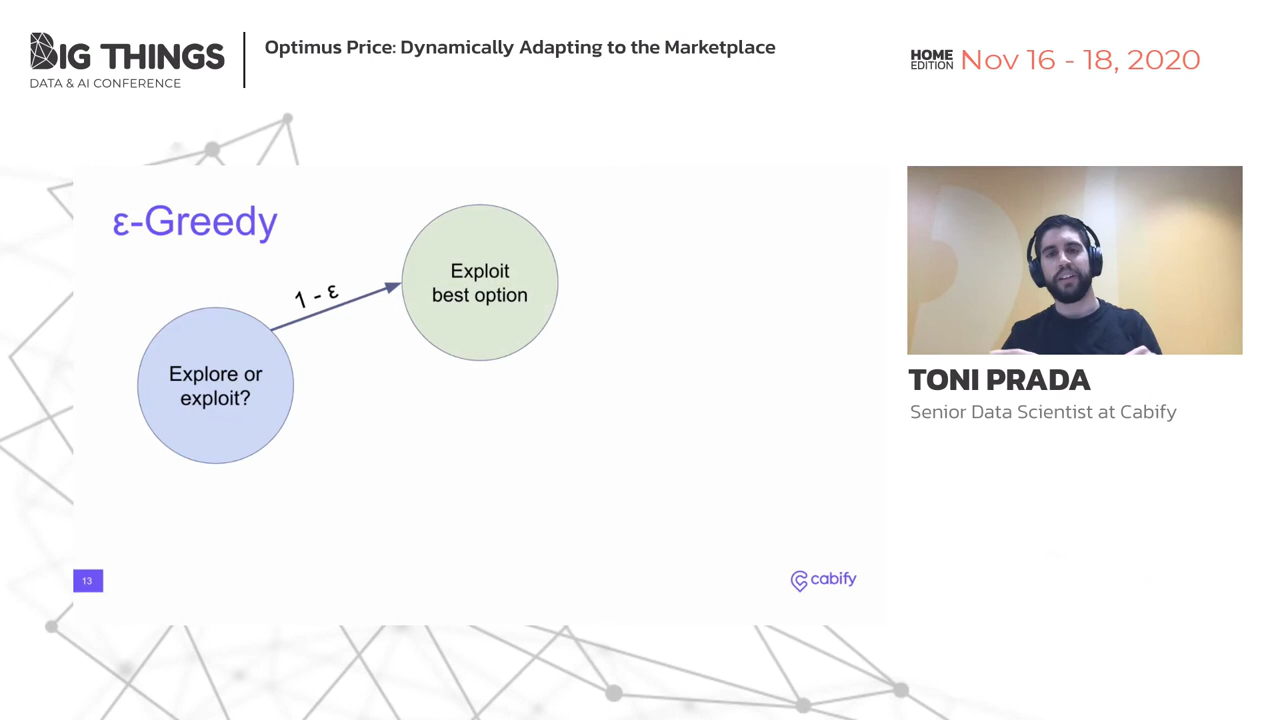 BIG THINGS
DATA & AI CONFERENCE
Optimus Price: Dynamically Adapting to the Marketplace
HOME
EDITION
Nov 16 - 18, 2020
ε-Greedy
1 - ε
Exploit
best option
Explore or
exploit?
13
cabify
TONI PRADA
Senior Data Scientist at Cabify